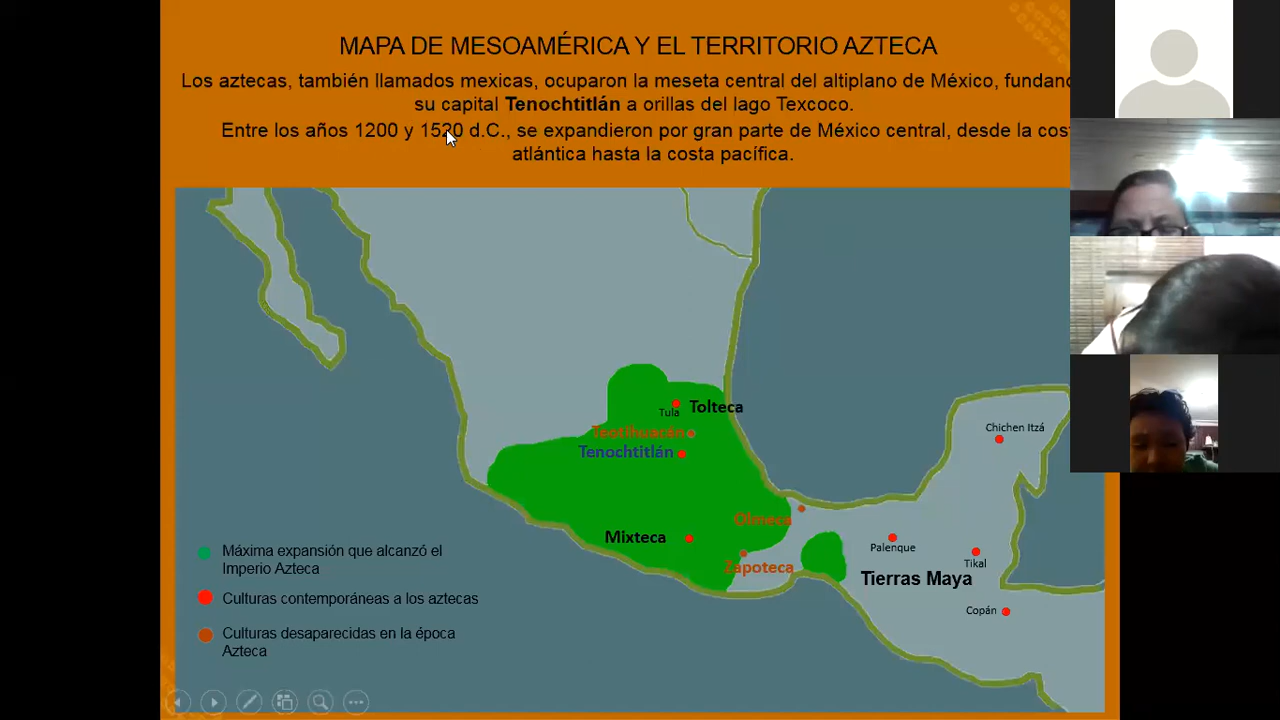 MAPA DE MESOAMÉRICA Y EL TERRITORIO AZTECA
Los aztecas, también llamados mexicas, ocuparon la meseta central del altiplano de México,
su capital Tenochtitlán a orillas del lago Texcoco.
Entre los años 1200 y 1520 d.C., se expandieron por gran parte de México central, desde la
atlántica hasta la costa pacífica.
Tula
Tolteca
Teotihuacán
Tenochtitlán
Chichen Itzá
Olmeca
Mixteca
Zapoteca
Palenque
Tikal
Tierras Maya
Copán
Máxima expansión que alcanzó el
Imperio Azteca
Culturas contemporáneas a los aztecas
Culturas desaparecidas en la época
Azteca